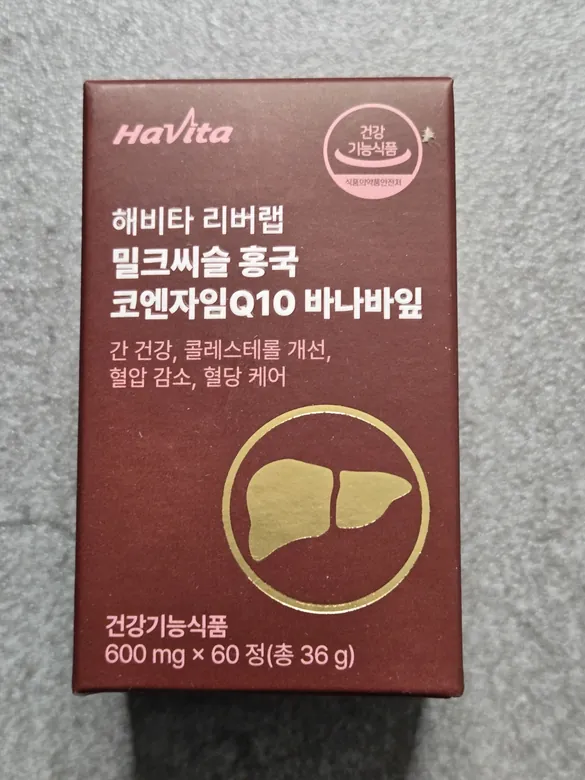 HaVita
건강
기능식품
식품의약품안전처
해비타 리버랩
밀크씨슬 홍국
코엔자임Q10 바나바잎
간 건강, 콜레스테롤 개선,
혈압 감소, 혈당 케어
건강기능식품
600 mg × 60 정(총 36 g)